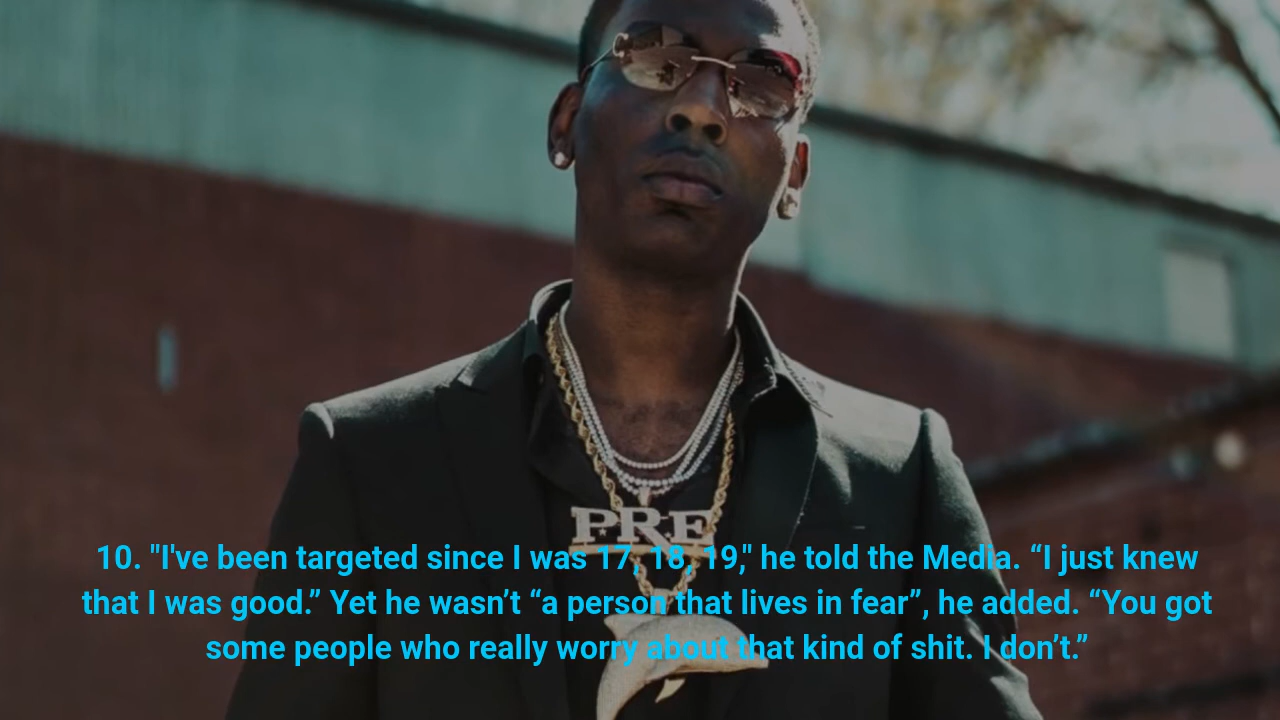 PRE
10. "I've been targeted since I was 17, 18, 19," he told the Media. “I just knew
that I was good.” Yet he wasn’t “a person that lives in fear”, he added. “You got
some people who really worry about that kind of shit. I don’t.”